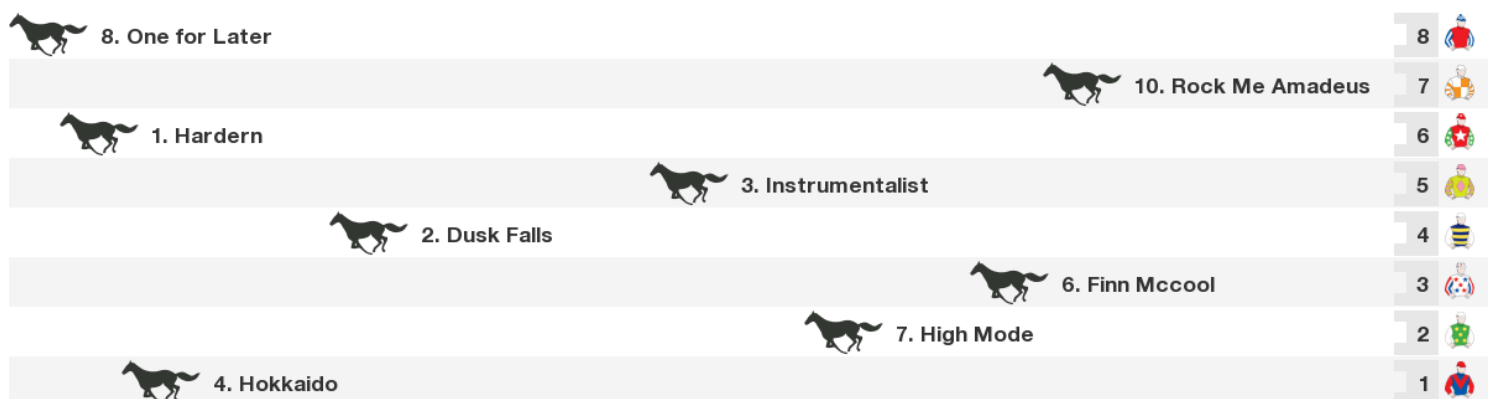 8. One for Later 8
10. Rock Me Amadeus 7
1. Hardern 6
3. Instrumentalist 5
2. Dusk Falls 4
6. Finn Mccool 3
7. High Mode 2
4. Hokkaido 1